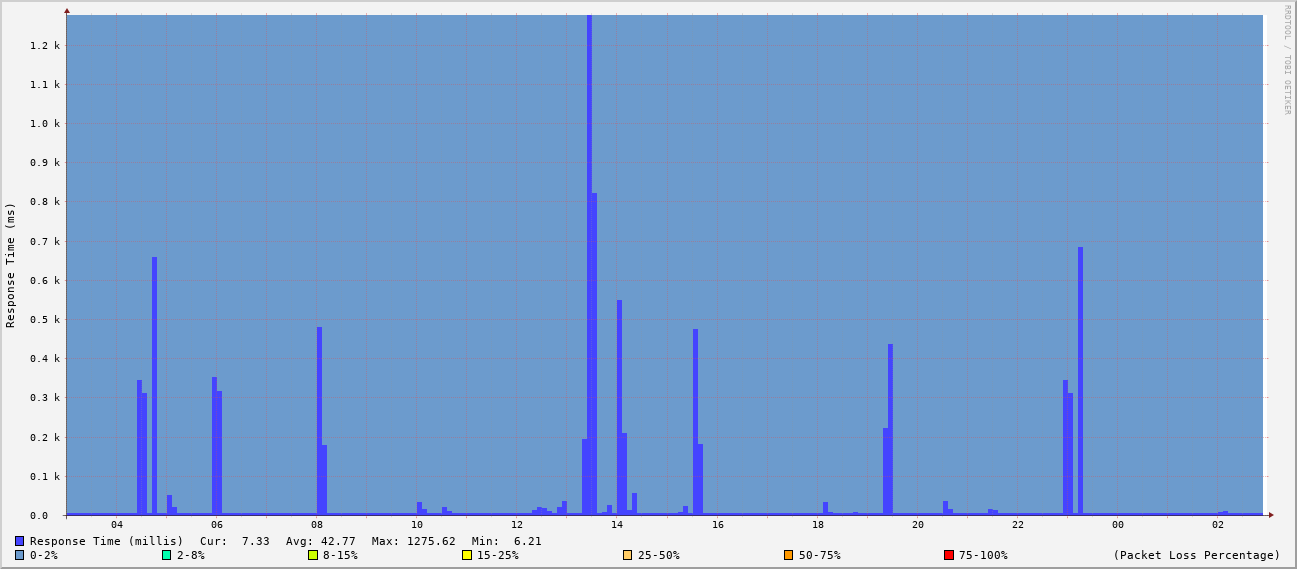 RRDTOOL / TOBI OETIKER
Response Time (ms)
1.2 k
1.1 k
1.0 k
0.9 k
0.8 k
0.7 k
0.6 k
0.5 k
0.4 k
0.3 k
0.2 k
0.1 k
0.0
04 06 08 10 12 14 16 18 20 22 00 02
Response Time (millis) Cur: 7.33 Avg: 42.77 Max: 1275.62 Min: 6.21
0-2% 2-8% 8-15% 15-25% 25-50% 50-75% 75-100% (Packet Loss Percentage)